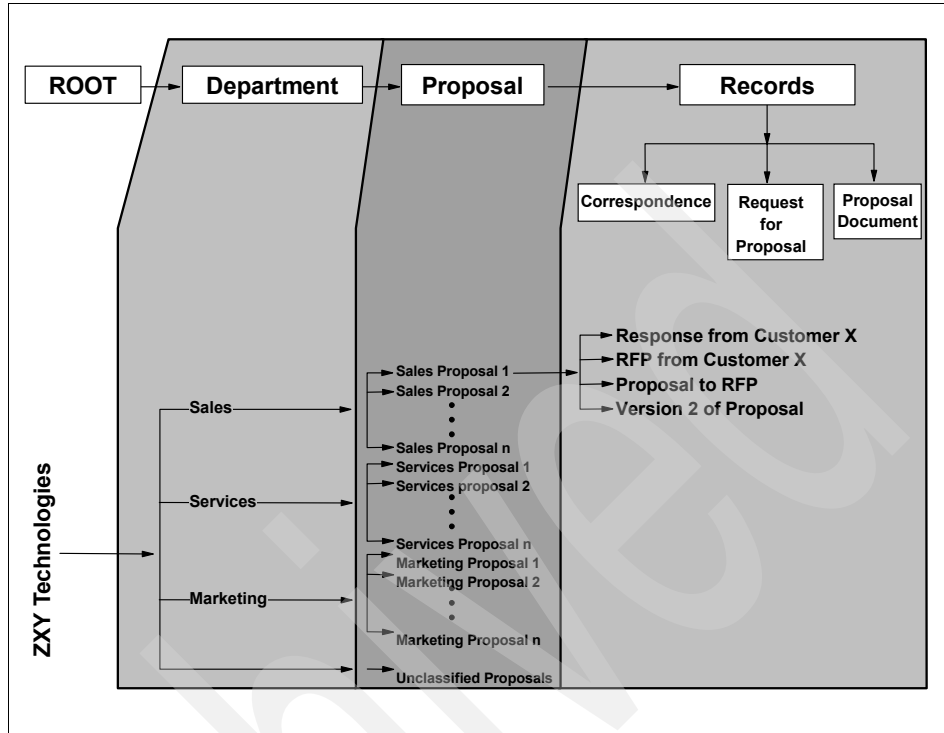 ROOT
Department
Proposal
Records
Correspondence
Request
for
Proposal
Proposal
Document
Response from Customer X
RFP from Customer X
Proposal to RFP
Version 2 of Proposal
Sales Proposal 1
Sales Proposal 2
Sales Proposal n
Services Proposal 1
Services proposal 2
Services Proposal n
Marketing Proposal 1
Marketing Proposal 2
Marketing Proposal n
Unclassified Proposals
Sales
Services
Marketing
ZXY Technologies